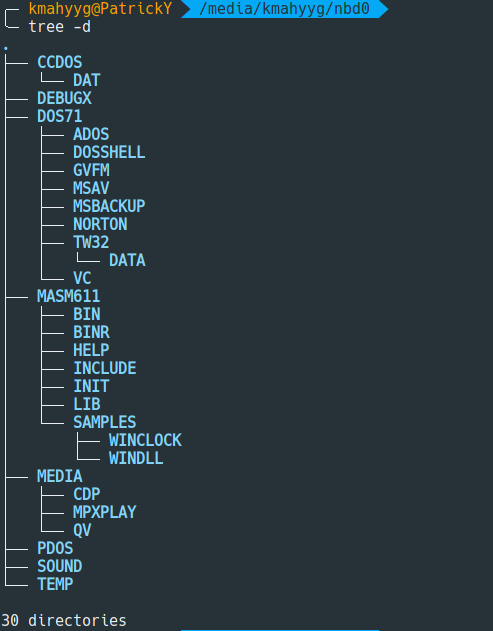 kmahyyg@PatrickY /media/kmahyyg/nbd0
tree -d
.
├── CCDOS
│   └── DAT
├── DEBUGX
├── DOS71
│   ├── ADOS
│   ├── DOSSHELL
│   ├── GVFM
│   ├── MSAV
│   ├── MSBACKUP
│   ├── NORTON
│   ├── TW32
│   │   └── DATA
│   └── VC
├── MASM611
│   ├── BIN
│   ├── BINR
│   ├── HELP
│   ├── INCLUDE
│   ├── INIT
│   ├── LIB
│   └── SAMPLES
│       ├── WINCLOCK
│       └── WINDLL
├── MEDIA
│   ├── CDP
│   ├── MPXPLAY
│   └── QV
├── PDOS
├── SOUND
└── TEMP
30 directories